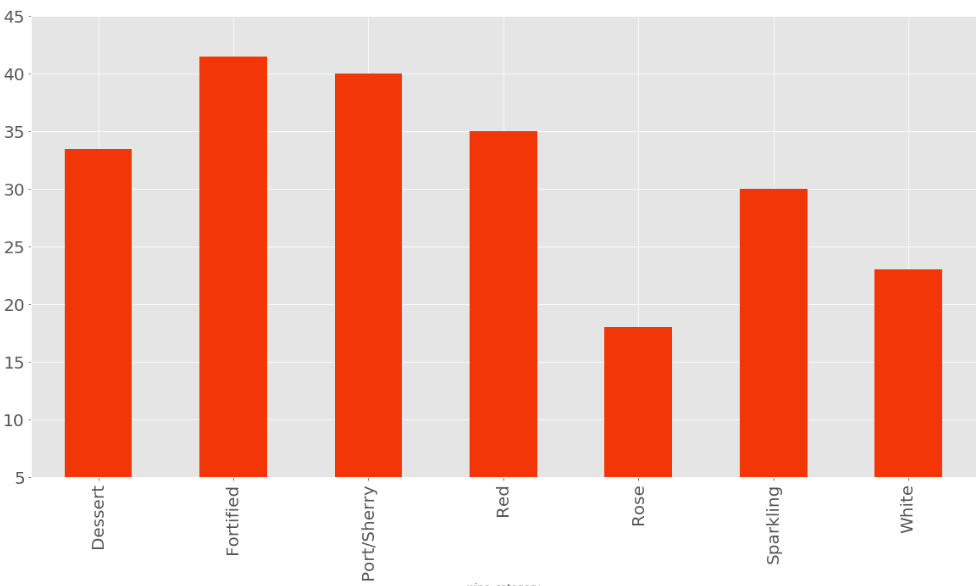 45
40
35
30
25
20
15
10
5
Dessert
Fortified
Port/Sherry
Red
Rose
Sparkling
White